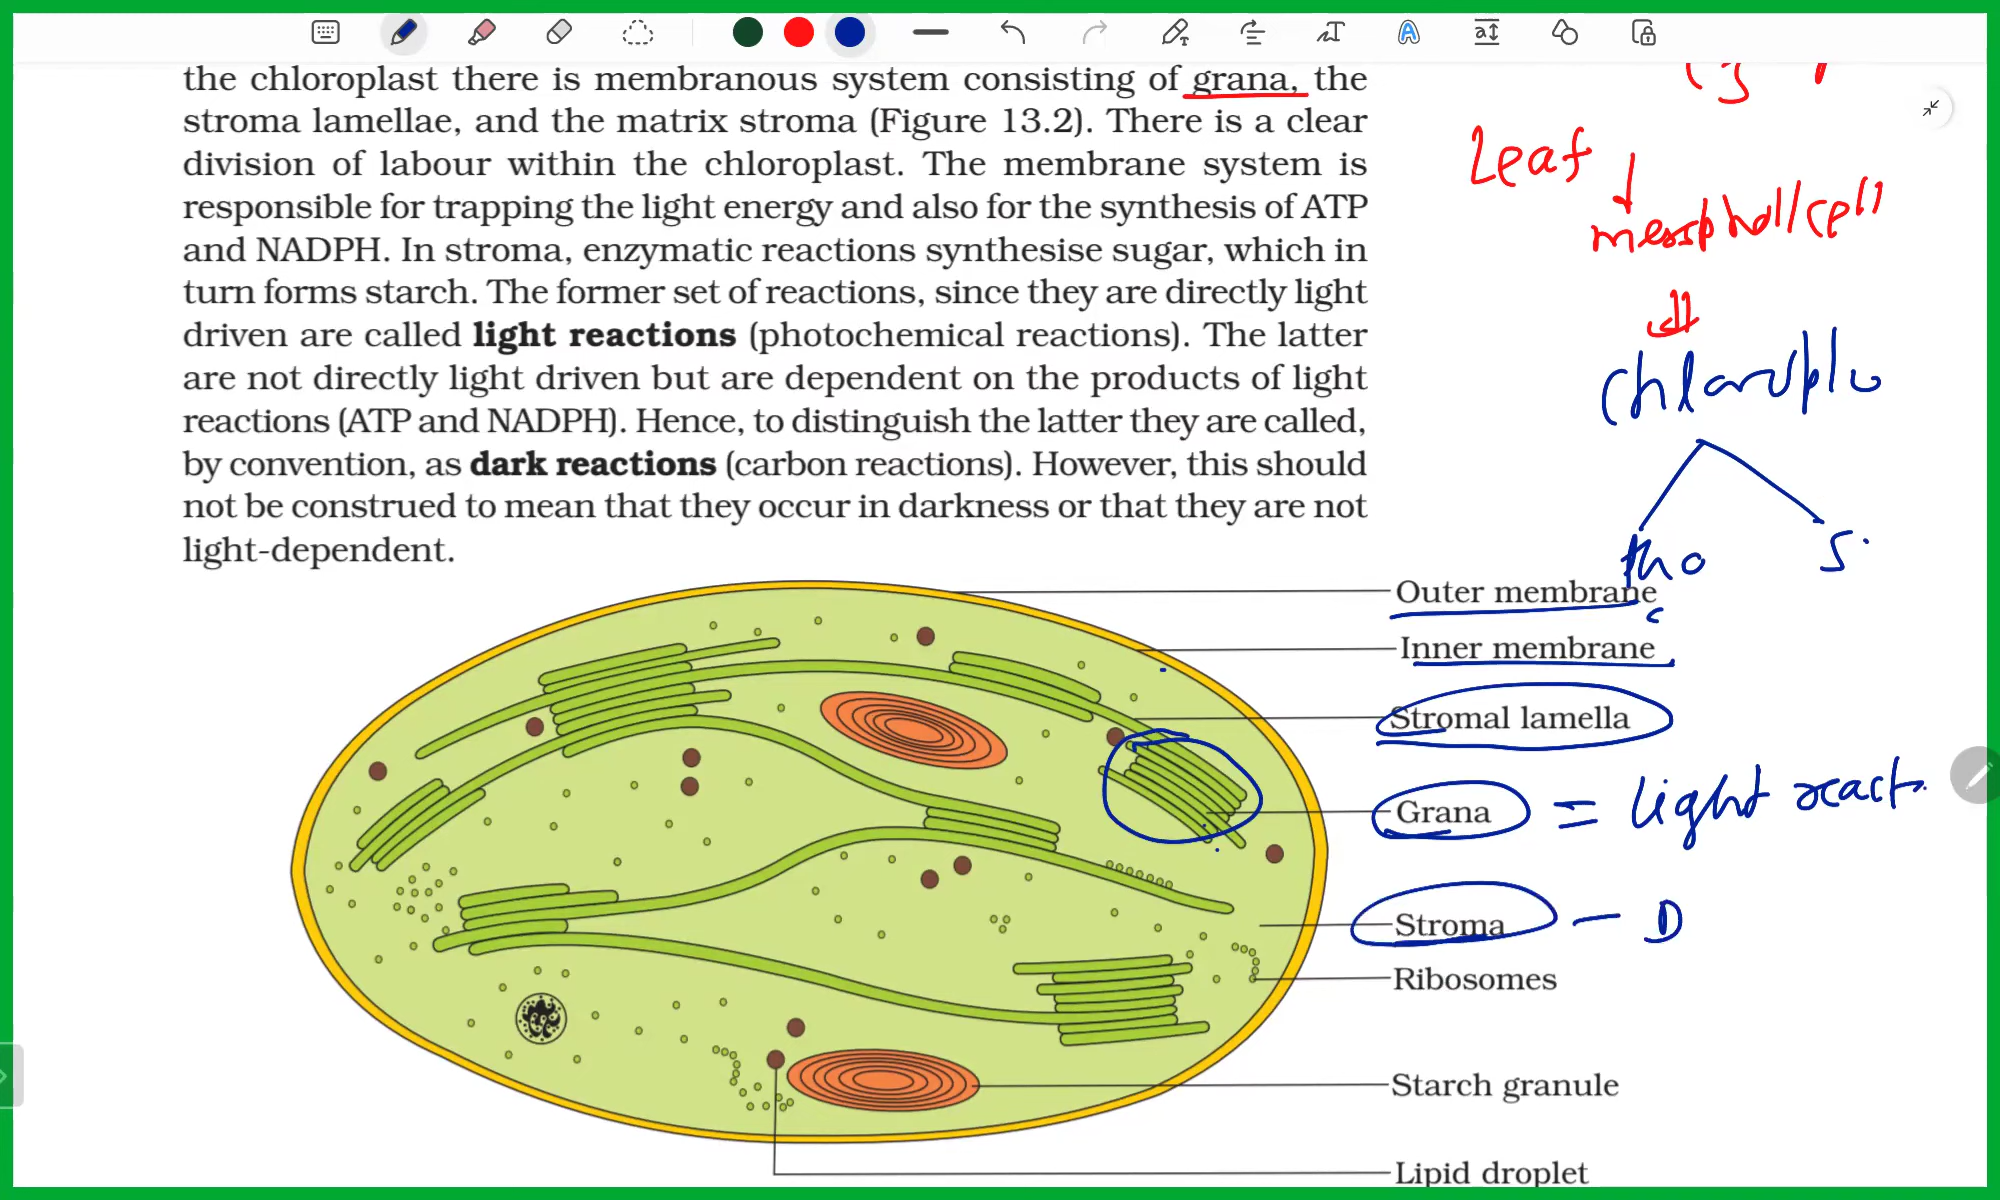 the chloroplast there is membranous system consisting of grana, the
stroma lamellae, and the matrix stroma (Figure 13.2). There is a clear
division of labour within the chloroplast. The membrane system is
responsible for trapping the light energy and also for the synthesis of ATP
and NADPH. In stroma, enzymatic reactions synthesise sugar, which in
turn forms starch. The former set of reactions, since they are directly light
driven are called light reactions (photochemical reactions). The latter
are not directly light driven but are dependent on the products of light
reactions (ATP and NADPH). Hence, to distinguish the latter they are called,
by convention, as dark reactions (carbon reactions). However, this should
not be construed to mean that they occur in darkness or that they are not
light-dependent.
Leaf
cell
Outer membrane
Inner membrane
Stromal lamella
Grana = light react.
Stroma – D
Ribosomes
Starch granule
Lipid droplet